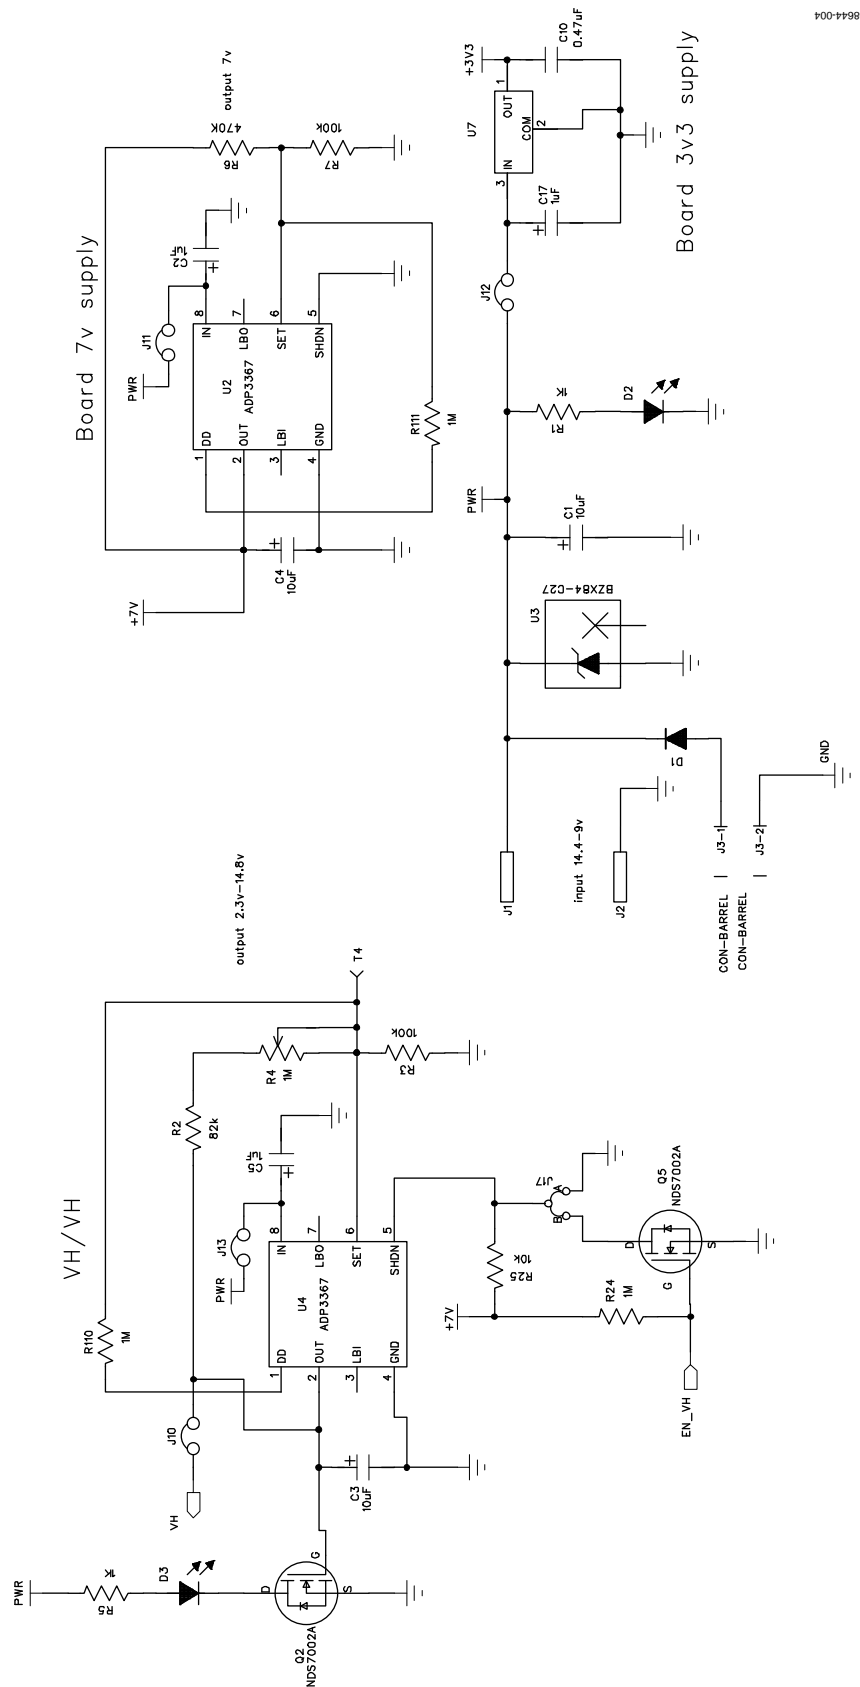 8644-004
Board 7v supply
output 7v
R6
470K
R7
100k
C2
1uF
+
J11
PWR
8
IN
7
LBO
6
SET
5
SHDN
U2
ADP3367
1
DD
2
OUT
3
LBI
4
GND
R111
1M
+
C4
10uF
+7V
Board 3v3 supply
+3V3
C10
0.47uF
U7
1
OUT
COM
2
IN
3
C17
1uF
+
J12
R1
1K
D2
PWR
C1
10uF
+
U3
BZX84-C27
D1
J1
input 14.4-9v
J2
J3-1
J3-2
GND
CON-BARREL
CON-BARREL
VH/VH
output 2.3v-14.8v
T4
R4
1M
R3
100k
R2
82k
C5
1uF
+
J13
PWR
8
IN
7
LBO
6
SET
5
SHDN
U4
ADP3367
1
DD
2
OUT
3
LBI
4
GND
R110
1M
J10
VH
+
C3
10uF
PWR
R5
1K
D3
D
G
S
Q2
NDS7002A
+7V
R25
10k
R24
1M
J17
A
B
D
G
S
Q5
NDS7002A
EN_VH